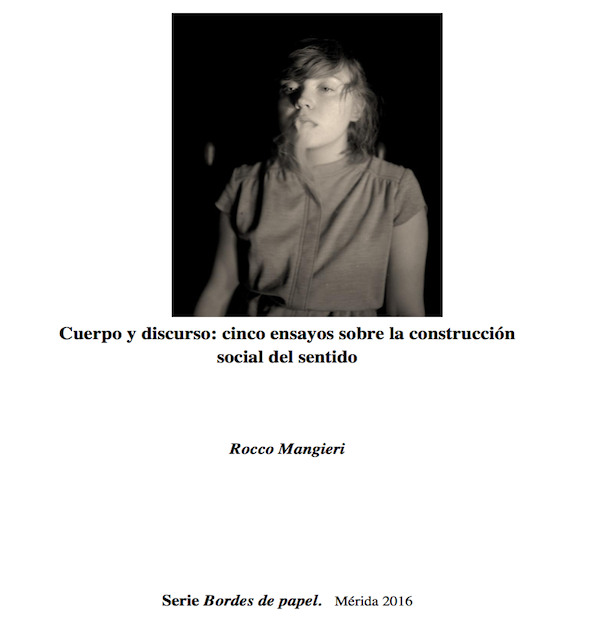 Cuerpo y discurso: cinco ensayos sobre la construcción
social del sentido
Rocco Mangieri
Serie Bordes de papel. Mérida 2016